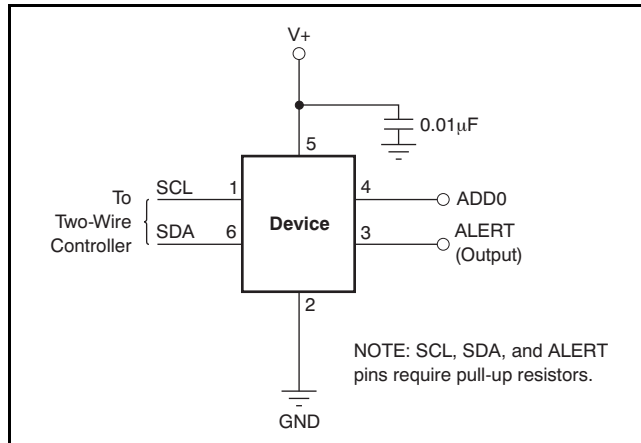 V+
0.01μF
5
To
Two-Wire
Controller
SCL
1
SDA
6
Device
4
ADD0
3
ALERT
(Output)
2
GND
NOTE: SCL, SDA, and ALERT
pins require pull-up resistors.